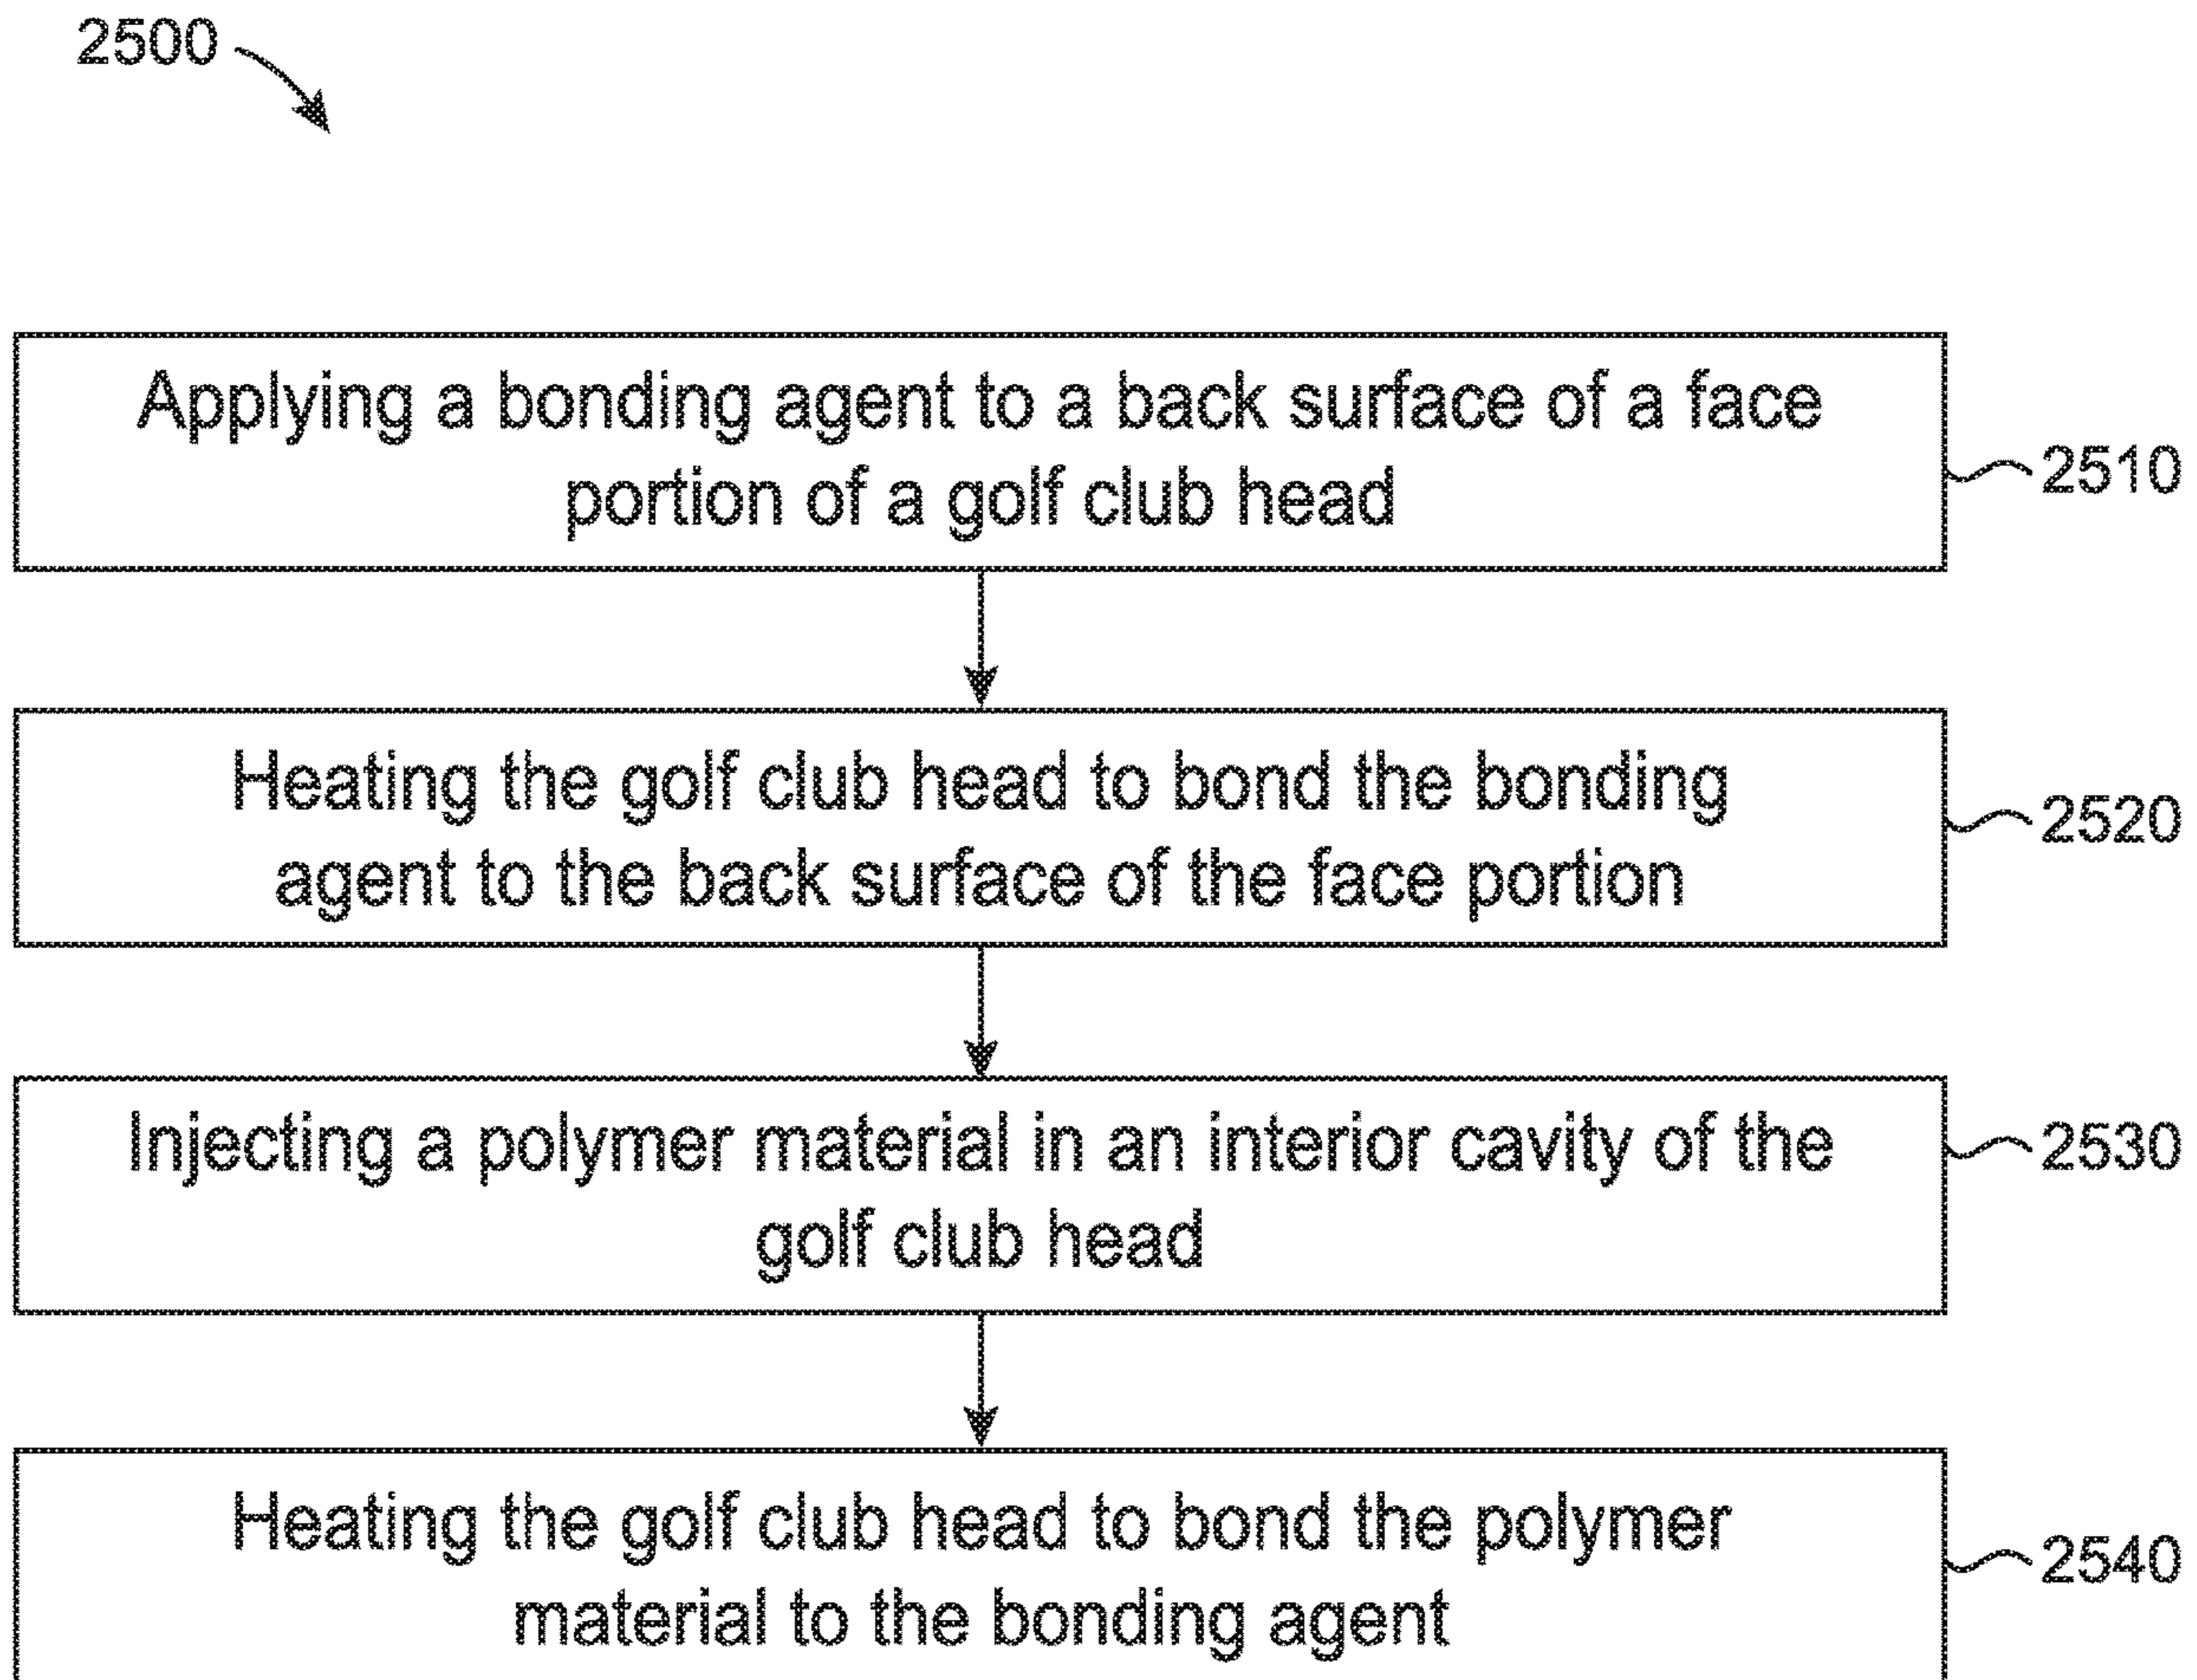 2500
Applying a bonding agent to a back surface of a face
portion of a golf club head
2510
Heating the golf club head to bond the bonding
agent to the back surface of the face portion
2520
Injecting a polymer material in an interior cavity of the
golf club head
2530
Heating the golf club head to bond the polymer
material to the bonding agent
2540